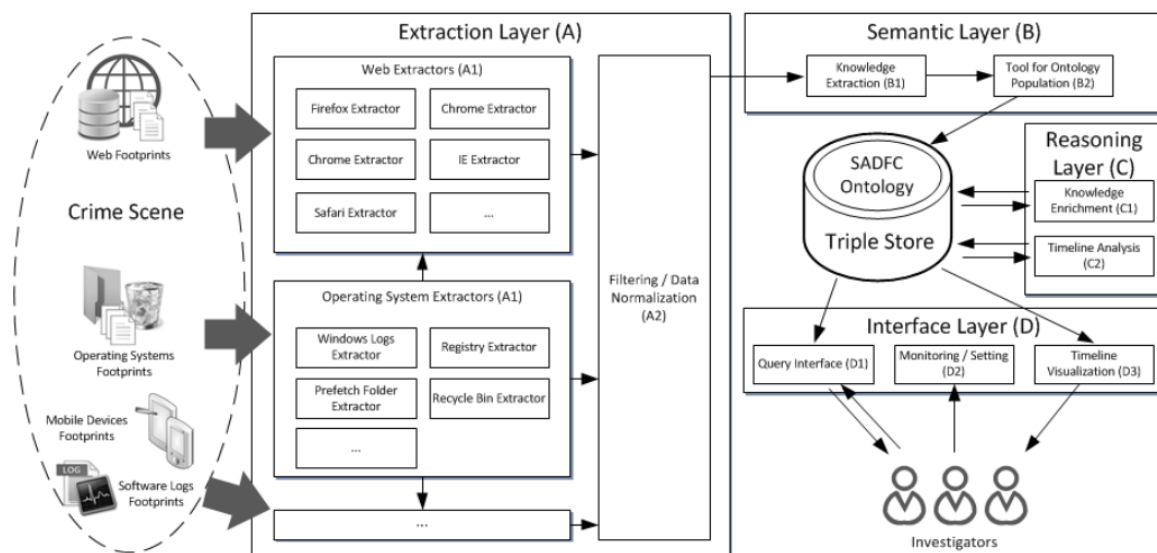 Crime Scene
Web Footprints
Operating Systems
Footprints
Mobile Devices
Footprints
LOG
Software Logs
Footprints
Extraction Layer (A)
Web Extractors (A1)
Firefox Extractor
Chrome Extractor
Chrome Extractor
IE Extractor
Safari Extractor
...
Operating System Extractors (A1)
Windows Logs
Extractor
Registry Extractor
Prefetch Folder
Extractor
Recycle Bin Extractor
...
...
Filtering / Data
Normalization
(A2)
Semantic Layer (B)
Knowledge
Extraction (B1)
Tool for Ontology
Population (B2)
SADFC
Ontology
Triple Store
Reasoning
Layer (C)
Knowledge
Enrichment (C1)
Timeline Analysis
(C2)
Interface Layer (D)
Query Interface (D1)
Monitoring / Setting
(D2)
Timeline
Visualization (D3)
Investigators